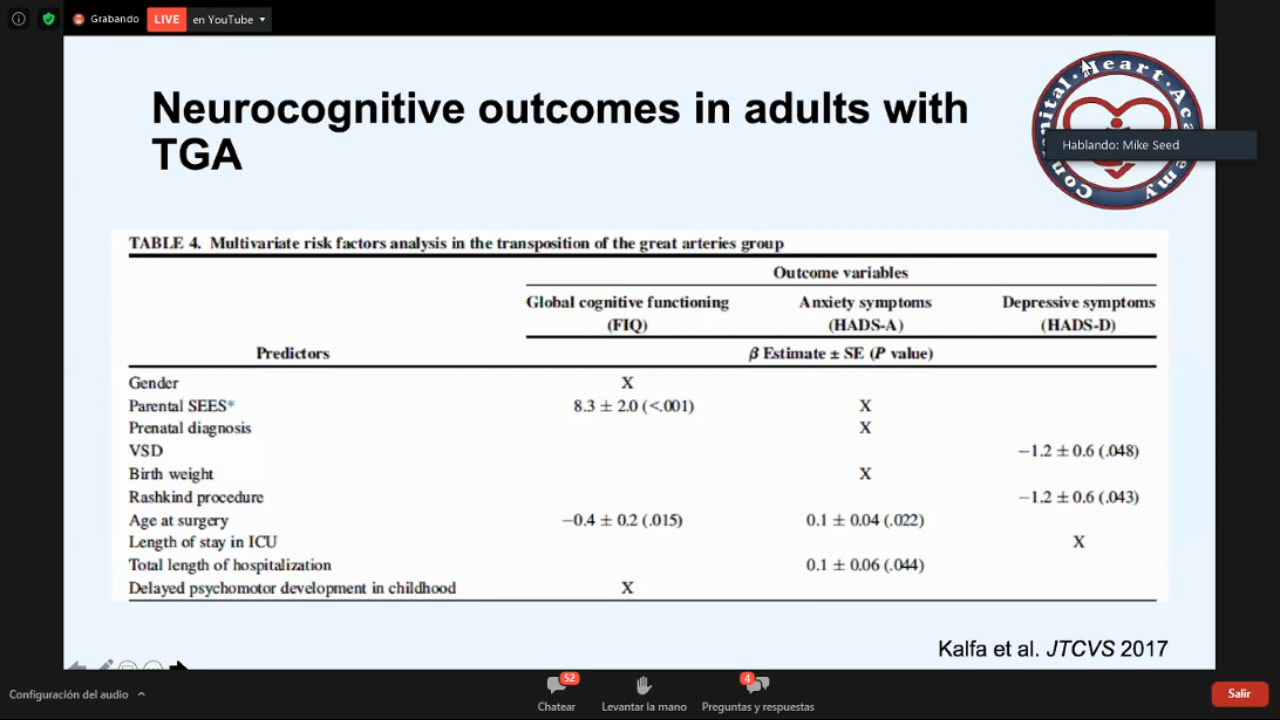 Grabando LIVE en YouTube
Neurocognitive outcomes in adults with
TGA
Hablando: Mike Seed
TABLE 4. Multivariate risk factors analysis in the transposition of the great arteries group
Outcome variables
Global cognitive functioning Anxiety symptoms Depressive symptoms
(FIQ) (HADS-A) (HADS-D)
Predictors β Estimate ± SE (P value)
Gender X
Parental SEES* 8.3 ± 2.0 (<.001) X
Prenatal diagnosis X
VSD −1.2 ± 0.6 (.048)
Birth weight X
Rashkind procedure −1.2 ± 0.6 (.043)
Age at surgery −0.4 ± 0.2 (.015) 0.1 ± 0.04 (.022)
Length of stay in ICU X
Total length of hospitalization 0.1 ± 0.06 (.044)
Delayed psychomotor development in childhood X
Kalfa et al. JTCVS 2017
Configuración del audio
52
Chatear
Levantar la mano
4
Preguntas y respuestas
Salir